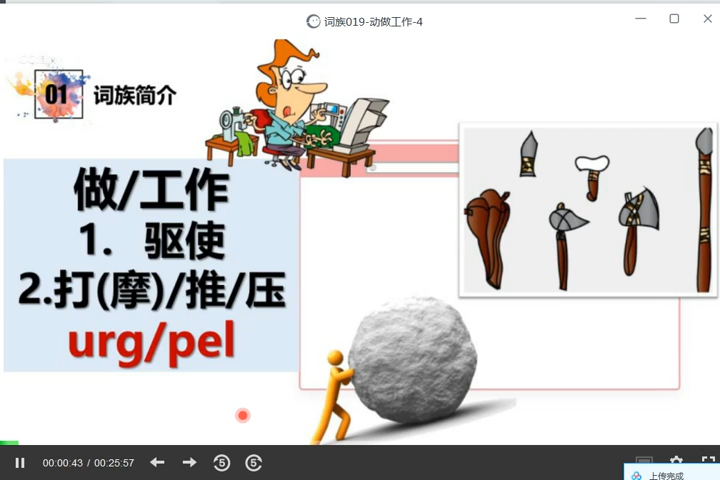 词族019-动做工作-4
01 词族简介
做/工作
1. 驱使
2.打(摩)/推/压
urg/pel
00:00:43 / 00:25:57
5 5
上传完成